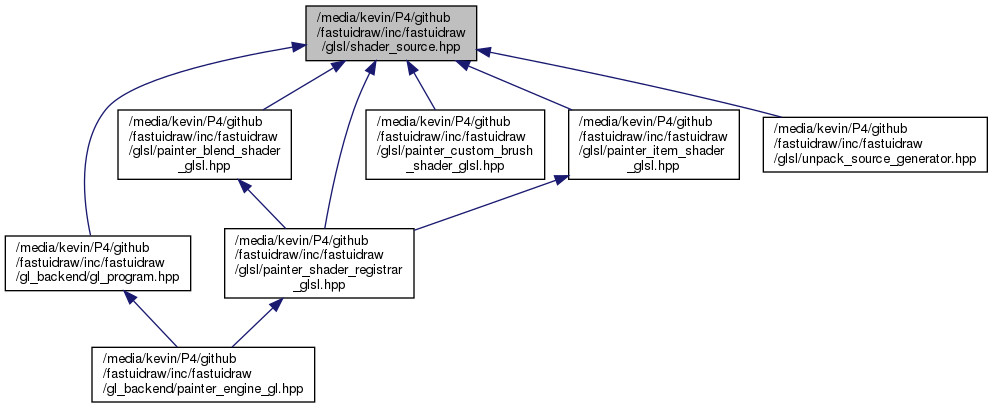 /media/kevin/P4/github
/fastuidraw/inc/fastuidraw
/glsl/shader_source.hpp
/media/kevin/P4/github
/fastuidraw/inc/fastuidraw
/glsl/painter_blend_shader
_glsl.hpp
/media/kevin/P4/github
/fastuidraw/inc/fastuidraw
/glsl/painter_custom_brush
_shader_glsl.hpp
/media/kevin/P4/github
/fastuidraw/inc/fastuidraw
/glsl/painter_item_shader
_glsl.hpp
/media/kevin/P4/github
/fastuidraw/inc/fastuidraw
/glsl/unpack_source_generator.hpp
/media/kevin/P4/github
/fastuidraw/inc/fastuidraw
/gl_backend/gl_program.hpp
/media/kevin/P4/github
/fastuidraw/inc/fastuidraw
/glsl/painter_shader_registrar
_glsl.hpp
/media/kevin/P4/github
/fastuidraw/inc/fastuidraw
/gl_backend/painter_engine_gl.hpp